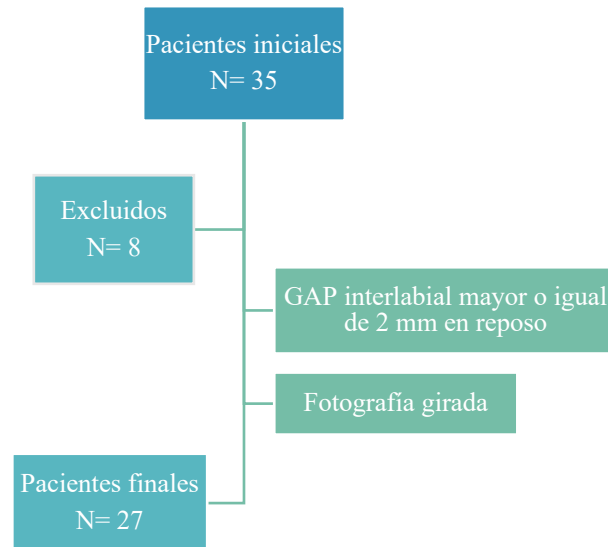 Pacientes iniciales
N= 35
Excluidos
N= 8
GAP interlabial mayor o igual
de 2 mm en reposo
Fotografía girada
Pacientes finales
N= 27